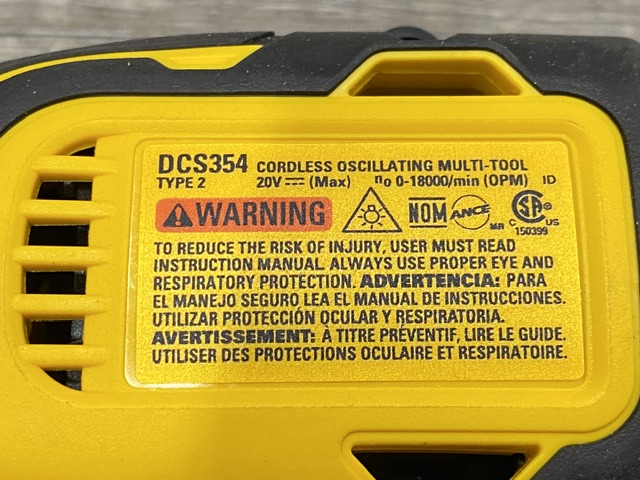 DCS354 CORDLESS OSCILLATING MULTI-TOOL
TYPE 2 20V (Max) no 0-18000/min (OPM) ID
WARNING NOM ANCE MR C US
150399
TO REDUCE THE RISK OF INJURY, USER MUST READ
INSTRUCTION MANUAL. ALWAYS USE PROPER EYE AND
RESPIRATORY PROTECTION. ADVERTENCIA: PARA
EL MANEJO SEGURO LEA EL MANUAL DE INSTRUCCIONES.
UTILIZAR PROTECCIÓN OCULAR Y RESPIRATORIA.
AVERTISSEMENT: À TITRE PRÉVENTIF, LIRE LE GUIDE.
UTILISER DES PROTECTIONS OCULAIRE ET RESPIRATOIRE.